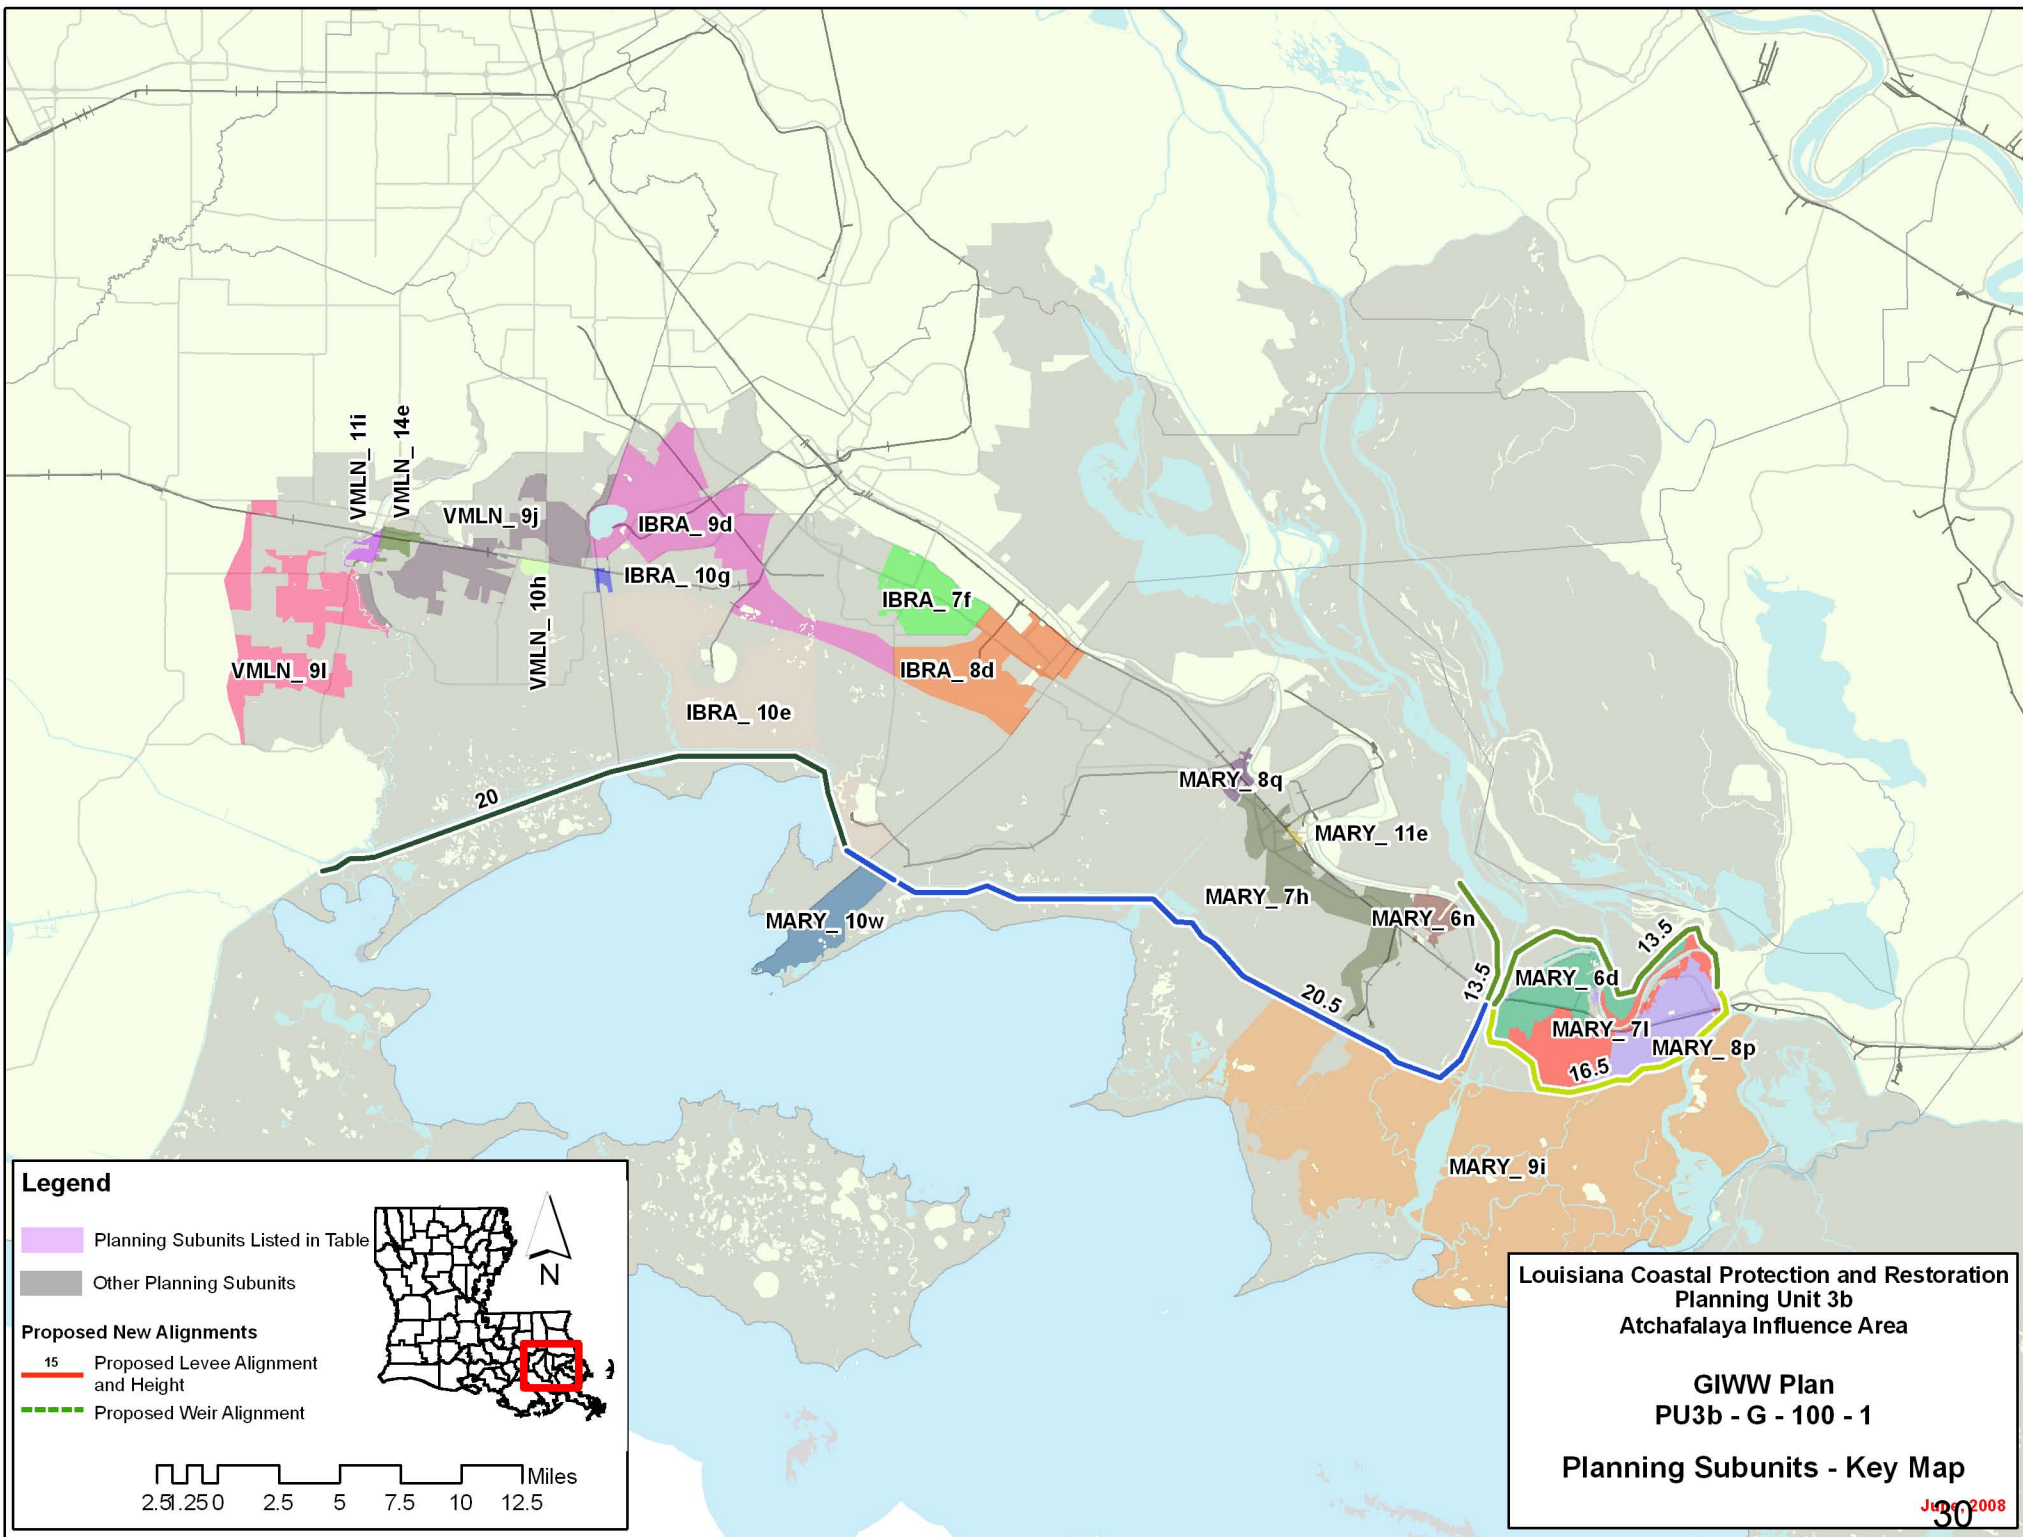 VMLN_ 11i
VMLN_ 14e
VMLN_ 9j
IBRA_ 9d
IBRA_ 10g
VMLN_ 10h
IBRA_ 7f
VMLN_ 9l
IBRA_ 8d
IBRA_ 10e
20
MARY_ 8q
MARY_ 11e
MARY_ 7h
MARY_ 10w
MARY_ 6n
13.5
13.5
MARY_ 6d
20.5
MARY_ 7l
MARY_ 8p
16.5
MARY_ 9i
Legend
Planning Subunits Listed in Table
Other Planning Subunits
Proposed New Alignments
15
Proposed Levee Alignment
and Height
Proposed Weir Alignment
N
Miles
2.5 1.25 0 2.5 5 7.5 10 12.5
Louisiana Coastal Protection and Restoration
Planning Unit 3b
Atchafalaya Influence Area
GIWW Plan
PU3b - G - 100 - 1
Planning Subunits - Key Map
June, 2008
30